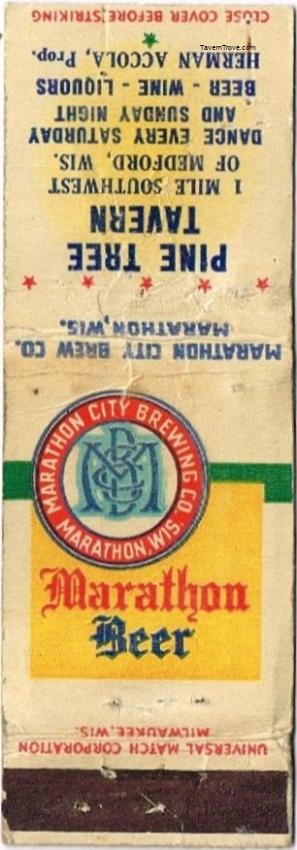 TavernTrove.com
CLOSE COVER BEFORE STRIKING
PINE TREE
TAVERN
1 MILE SOUTHWEST
OF MEDFORD, WIS.
DANCE EVERY SATURDAY
AND SUNDAY NIGHT
BEER - WINE - LIQUORS
HERMAN ACCOLA, Prop.
MARATHON CITY BREW CO.
MARATHON, WIS.
MARATHON CITY BREWING CO.
MARATHON, WIS.
MCB
Marathon
Beer
UNIVERSAL MATCH CORPORATION
MILWAUKEE, WIS.